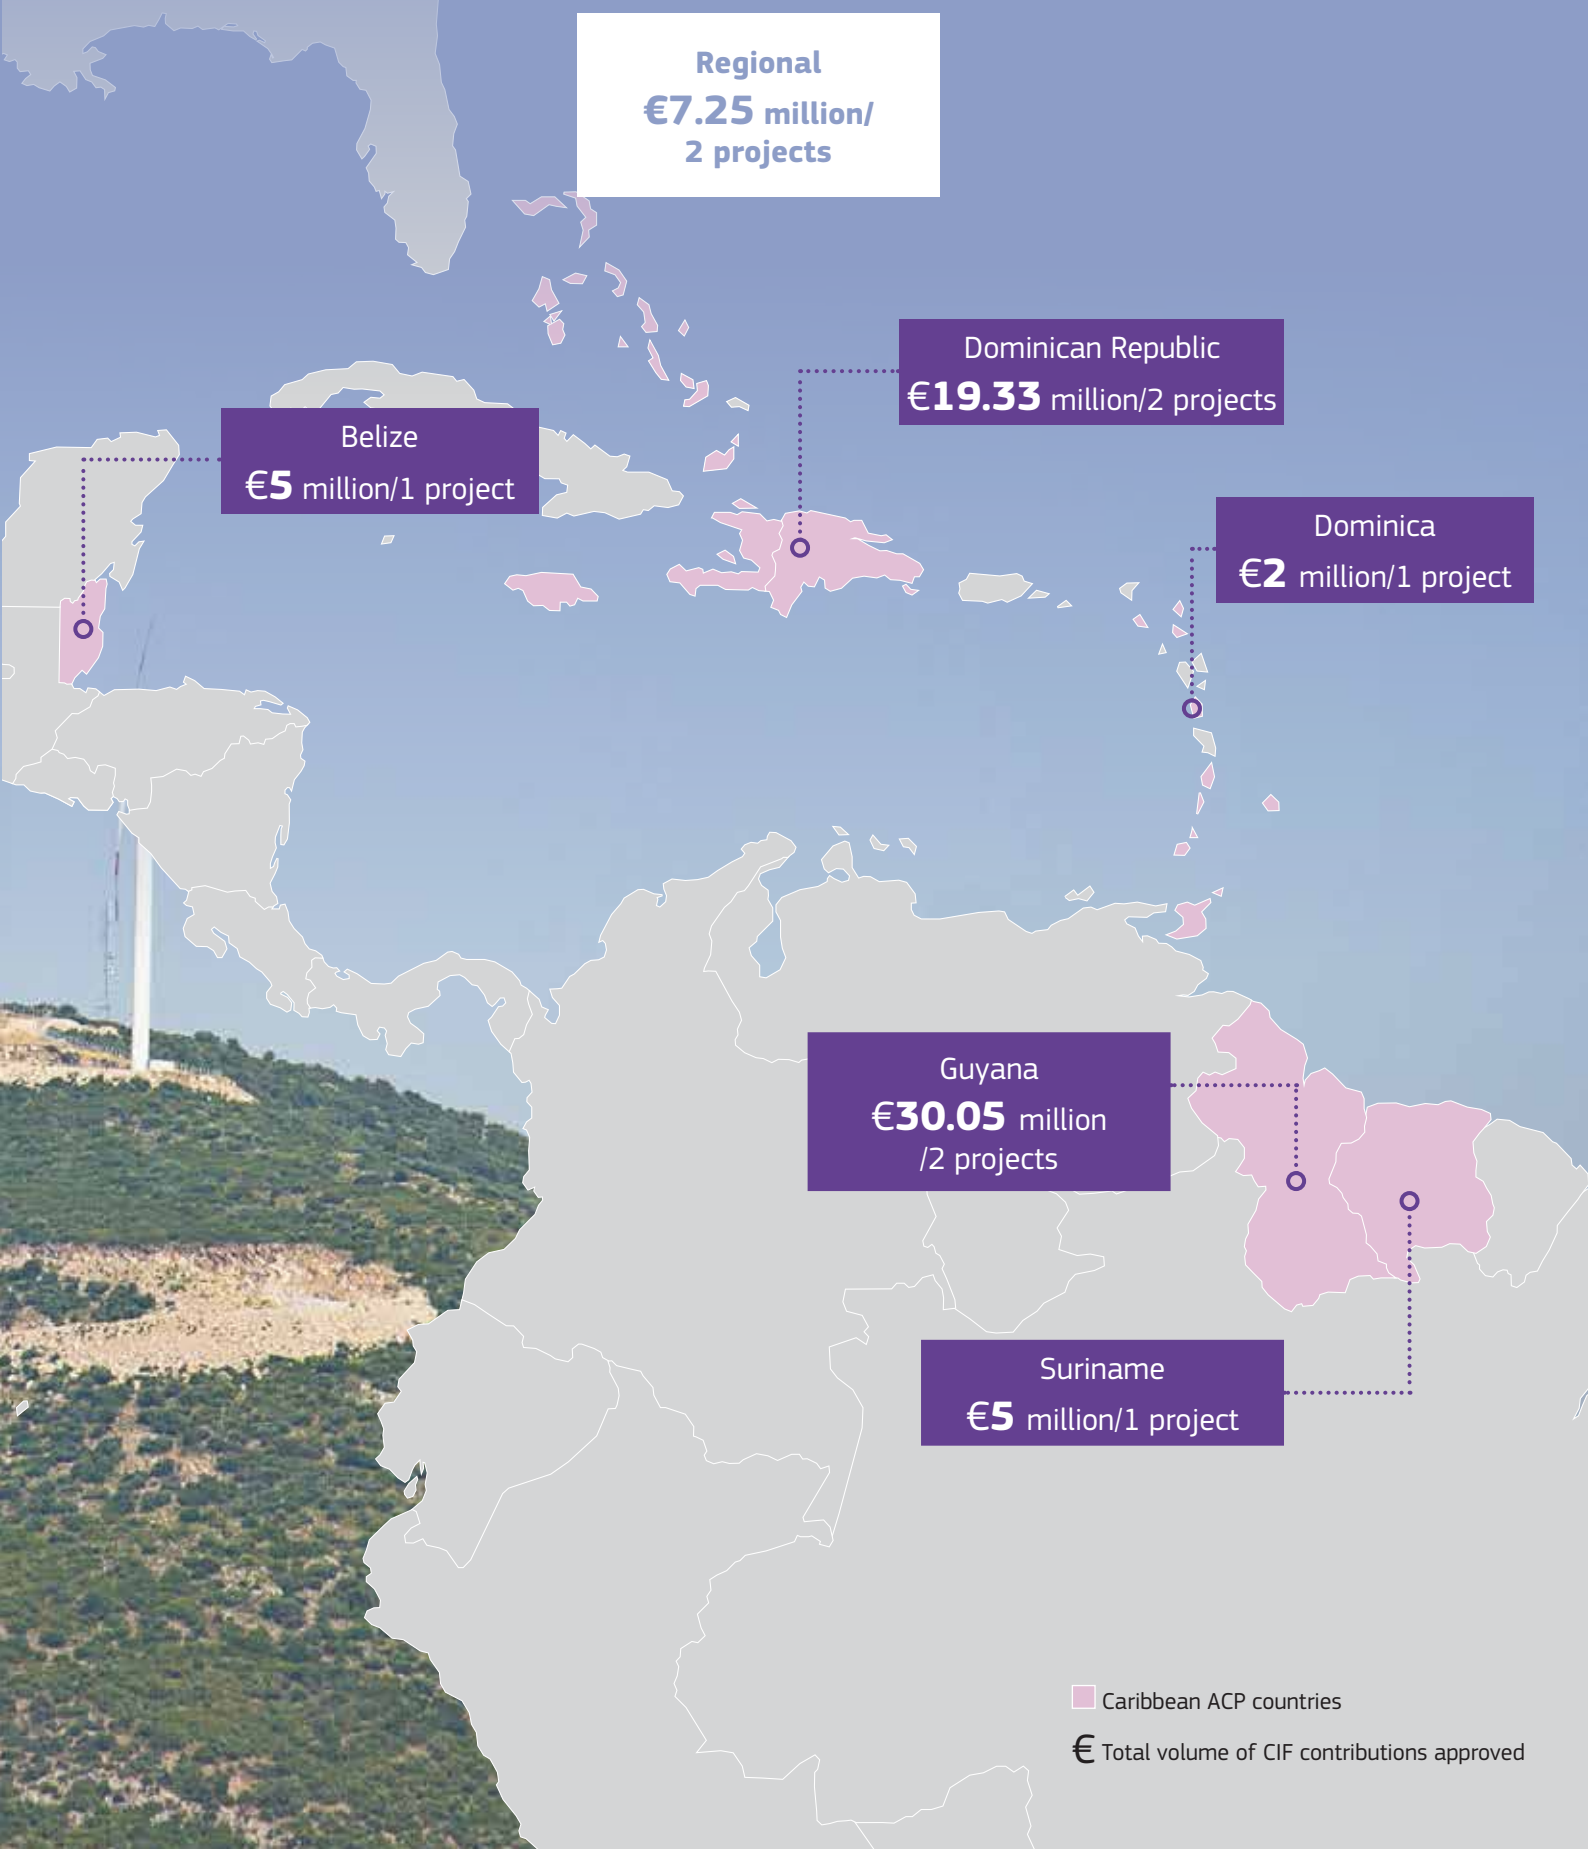 Regional
€7.25 million/
2 projects
Dominican Republic
€19.33 million/2 projects
Belize
€5 million/1 project
Dominica
€2 million/1 project
Guyana
€30.05 million
/2 projects
Suriname
€5 million/1 project
Caribbean ACP countries
€ Total volume of CIF contributions approved